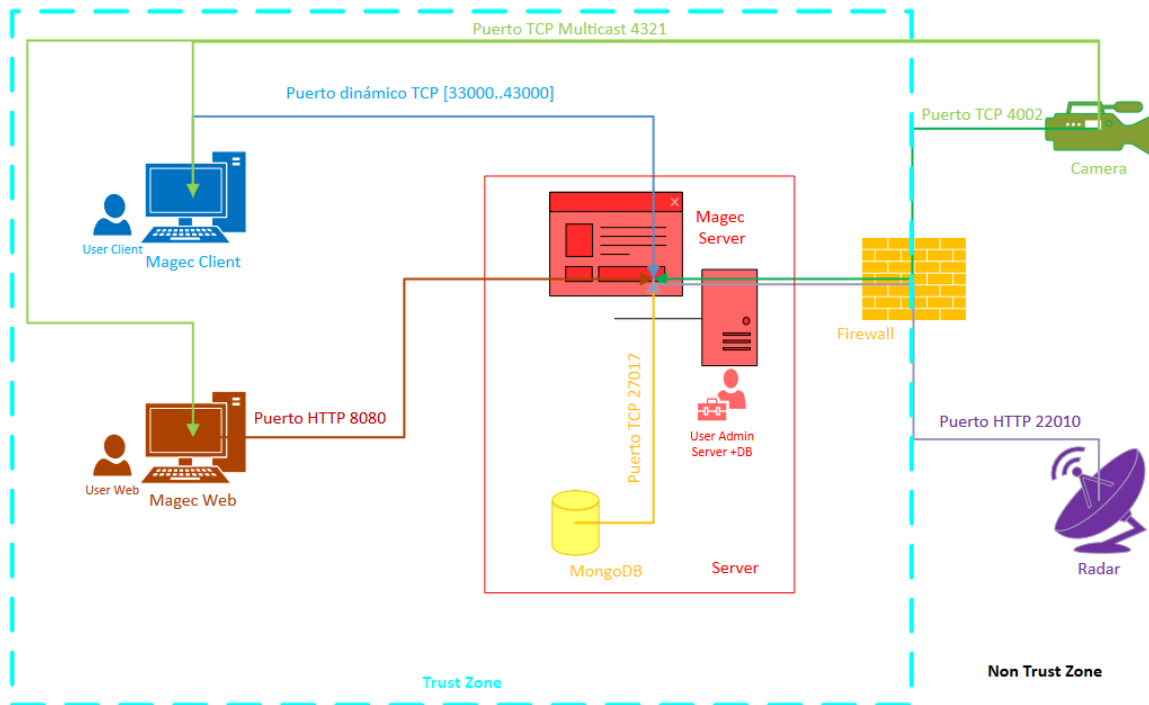 Puerto TCP Multicast 4321
Puerto dinámico TCP [33000..43000]
Puerto TCP 4002
Camera
Magec
Server
User Client
Magec Client
Firewall
Puerto TCP 27017
Puerto HTTP 8080
Puerto HTTP 22010
User Admin
Server +DB
User Web
Magec Web
MongoDB
Server
Radar
Trust Zone
Non Trust Zone